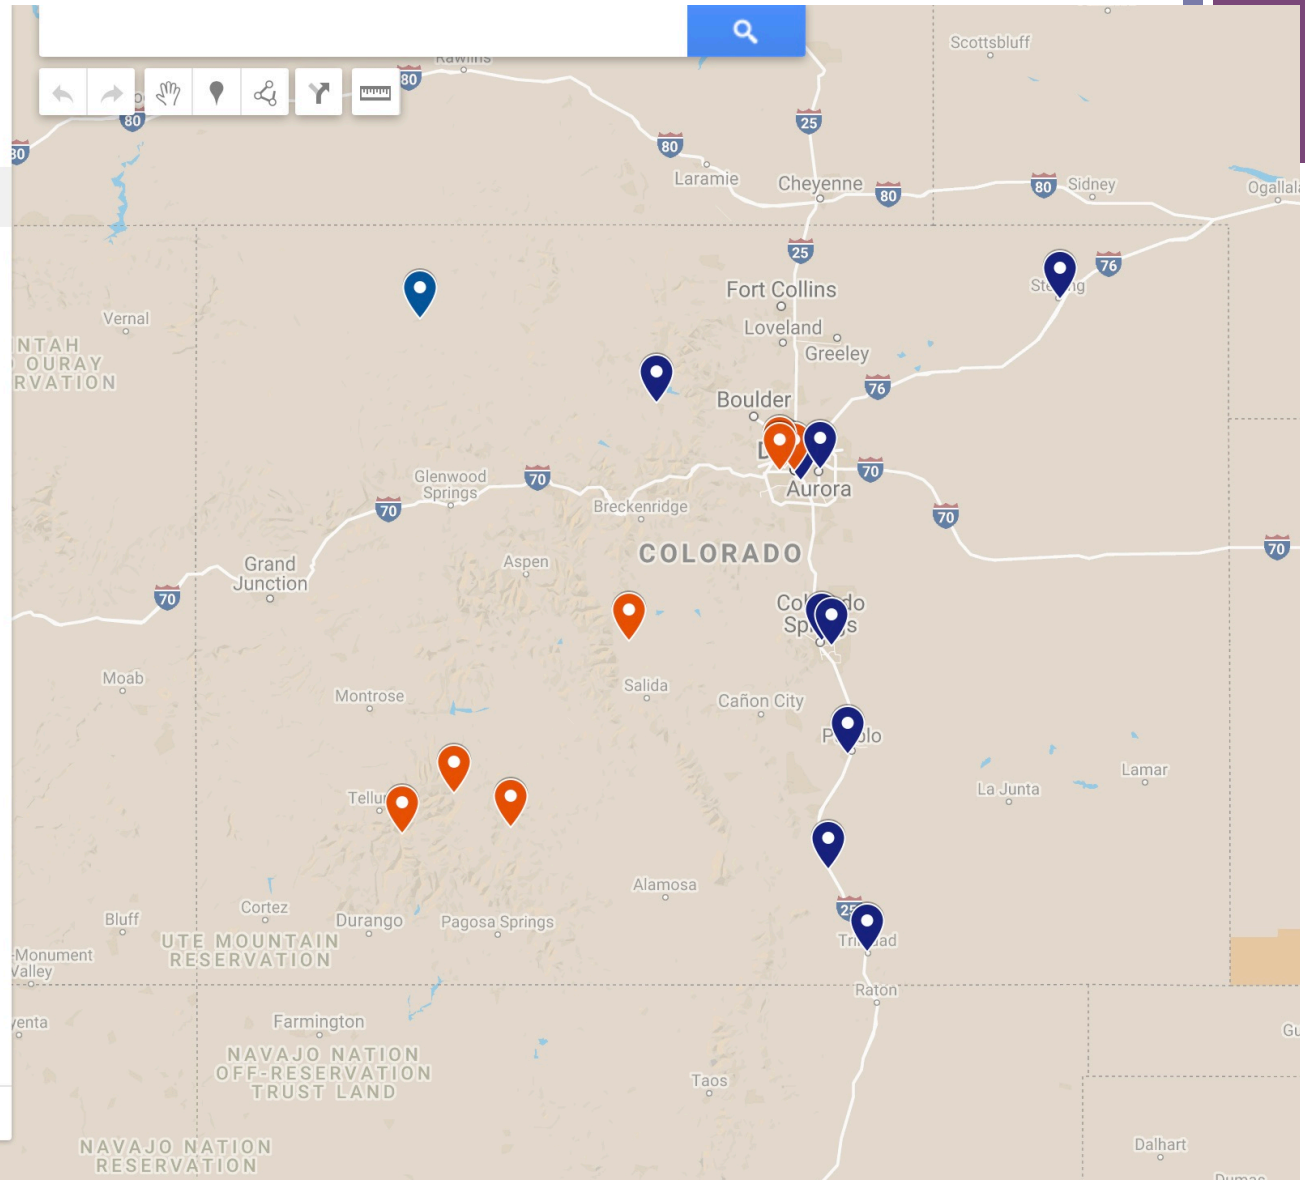 Scottsbluff
Rawlins
80
80
80
25
80
Laramie
Cheyenne
80
80
Sidney
25
76
Fort Collins
Vernal
Loveland
Greeley
OURAY
76
Boulder
70
Glenwood
Springs
70
70
Aurora
Breckenridge
70
70
COLORADO
Aspen
Grand
Junction
70
Moab
Salida
Montrose
Cañon City
Lamar
La Junta
Alamosa
Cortez
Bluff
Durango
Pagosa Springs
25
UTE MOUNTAIN
RESERVATION
Monument
Valley
Raton
Farmington
NAVAJO NATION
OFF-RESERVATION
TRUST LAND
Taos
NAVAJO NATION
RESERVATION
Dalhart